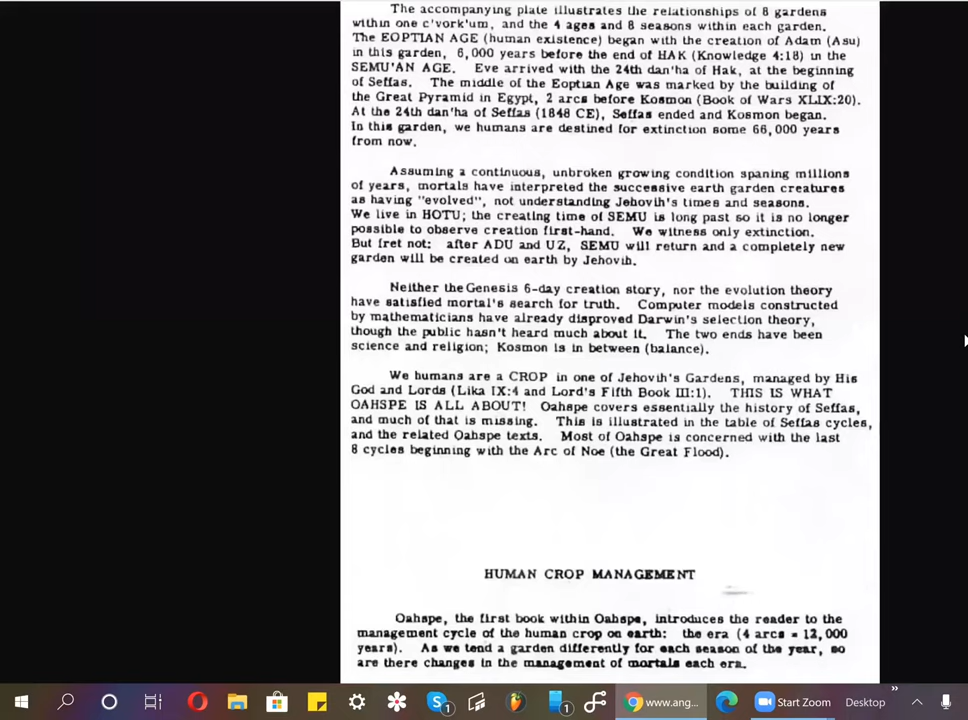 The accompanying plate illustrates the relationships of 8 gardens
within one c'vork'um, and the 4 ages and 8 seasons within each garden.
The EOPTIAN AGE (human existence) began with the creation of Adam (Asu)
in this garden, 6,000 years before the end of HAK (Knowledge 4:18) in the
SEMU'AN AGE. Eve arrived with the 24th dan'ha of Hak, at the beginning
of Seffas. The middle of the Eoptian Age was marked by the building of
the Great Pyramid in Egypt, 2 arcs before Kosmon (Book of Wars XLIX:20).
At the 24th dan'ha of Seffas (1848 CE), Seffas ended and Kosmon began.
In this garden, we humans are destined for extinction some 66,000 years
from now.
Assuming a continuous, unbroken growing condition spaning millions
of years, mortals have interpreted the successive earth garden creatures
as having "evolved", not understanding Jehovih's times and seasons.
We live in HOTU; the creating time of SEMU is long past so it is no longer
possible to observe creation first-hand. We witness only extinction.
But fret not: after ADU and UZ, SEMU will return and a completely new
garden will be created on earth by Jehovih.
Neither the Genesis 6-day creation story, nor the evolution theory
have satisfied mortal's search for truth. Computer models constructed
by mathematicians have already disproved Darwin's selection theory,
though the public hasn't heard much about it. The two ends have been
science and religion; Kosmon is in between (balance).
We humans are a CROP in one of Jehovih's Gardens, managed by His
God and Lords (Lika IX:4 and Lord's Fifth Book III:1). THIS IS WHAT
OAHSPE IS ALL ABOUT! Oahspe covers essentially the history of Seffas,
and much of that is missing. This is illustrated in the table of Seffas cycles,
and the related Oahspe texts. Most of Oahspe is concerned with the last
8 cycles beginning with the Arc of Noe (the Great Flood).
HUMAN CROP MANAGEMENT
Oahspe, the first book within Oahspe, introduces the reader to the
management cycle of the human crop on earth: the era (4 arcs = 12,000
years). As we tend a garden differently for each season of the year, so
are there changes in the management of mortals each era.
1 1 www.ang... Start Zoom Desktop »